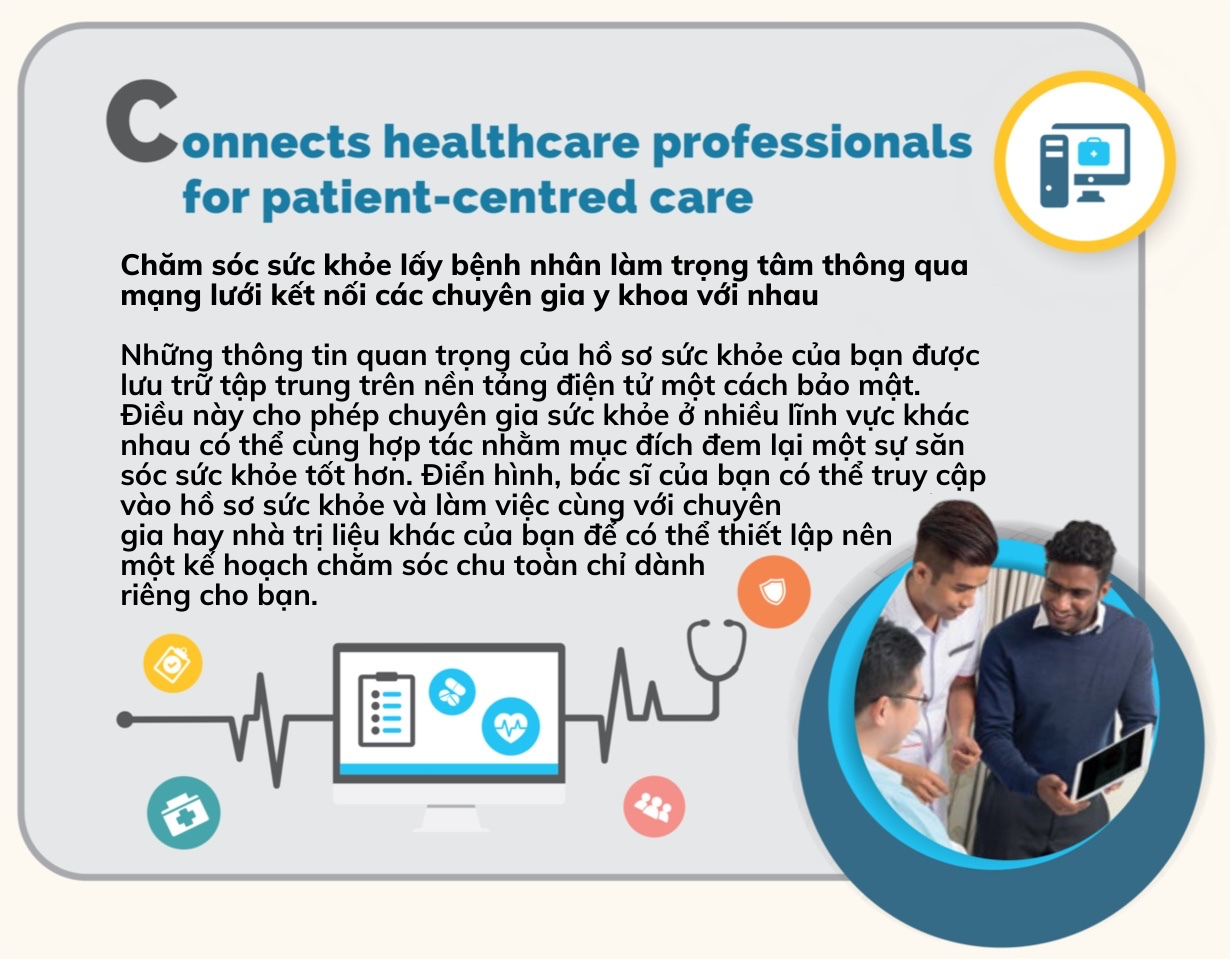 Connects healthcare professionals
for patient-centred care
Chăm sóc sức khỏe lấy bệnh nhân làm trọng tâm thông qua
mạng lưới kết nối các chuyên gia y khoa với nhau
Những thông tin quan trọng của hồ sơ sức khỏe của bạn được
lưu trữ tập trung trên nền tảng điện tử một cách bảo mật.
Điều này cho phép chuyên gia sức khỏe ở nhiều lĩnh vực khác
nhau có thể cùng hợp tác nhằm mục đích đem lại một sự săn
sóc sức khỏe tốt hơn. Điển hình, bác sĩ của bạn có thể truy cập
vào hồ sơ sức khỏe và làm việc cùng với chuyên
gia hay nhà trị liệu khác của bạn để có thể thiết lập nên
một kế hoạch chăm sóc chu toàn chỉ dành
riêng cho bạn.